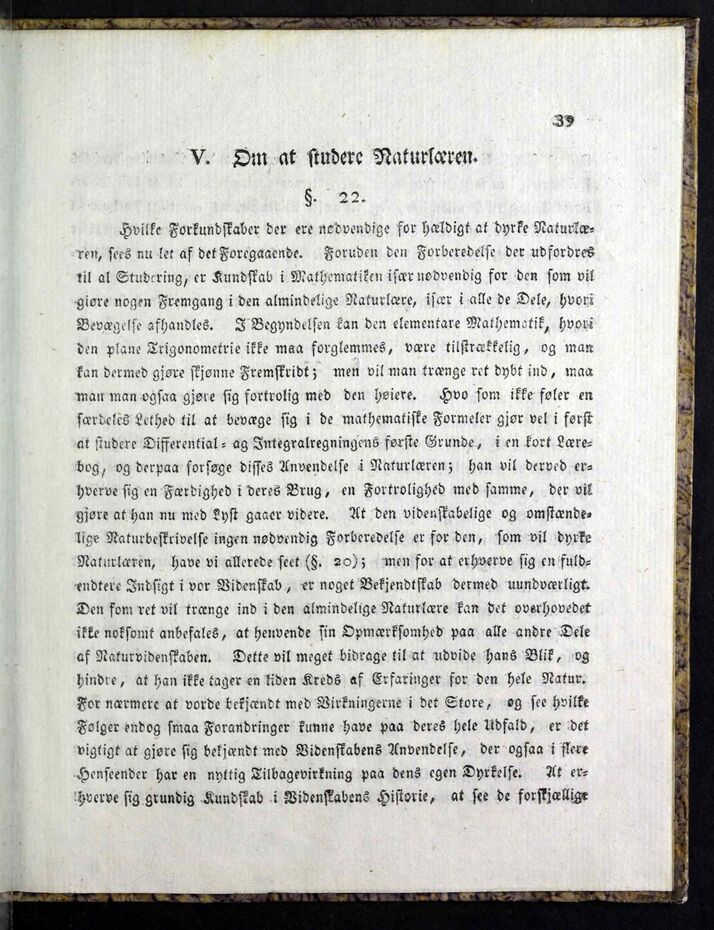 39
V. Om at studere Naturlæren.
§. 22.
Hvilke Forkundskaber der ere nødvendige for hældigt at dyrke Naturlæ-
ren, sees nu let af det Foregaaende. Foruden den Forberedelse der udfordres
til al Studering, er Kundskab i Mathematiken især nødvendig for den som vil
giøre nogen Fremgang i den almindelige Naturlære, især i alle de Dele, hvori
Bevægelse afhandles. I Begyndelsen kan den elementare Mathematik, hvori
den plane Trigonometrie ikke maa forglemmes, være tilstrækkelig, og man
kan dermed gjøre skjønne Fremskridt; men vil man trænge ret dybt ind, maa
man man ogsaa gjøre sig fortrolig med den høiere. Hvo som ikke føler en
særdeles Lethed til at bevæge sig i de mathematiske Formeler gjør vel i først
at studere Differential- ag Integralregningens første Grunde, i en kort Lære-
bog, og derpaa forsøge disses Anvendelse i Naturlæren; han vil derved er-
hverve sig en Færdighed i deres Brug, en Fortrolighed med samme, der vil
gjøre at han nu med Lyst gaaer videre. At den videnskabelige og omstænde-
lige Naturbeskrivelse ingen nødvendig Forberedelse er for den, som vil dyrke
Naturlæren, have vi allerede seet (§. 20); men for at erhverve sig en fuld-
endtere Indsigt i vor Videnskab, er noget Bekjendtskab dermed uundværligt.
Den som ret vil trænge ind i den almindelige Naturlære kan det overhovedet
ikke noksomt anbefales, at henvende sin Opmærksomhed paa alle andre Dele
af Naturvidenskaben. Dette vil meget bidrage til at udvide hans Blik, og
hindre, at han ikke tager en liden Kreds af Erfaringer for den hele Natur.
For nærmere at vorde bekjændt med Virkningerne i det Store, og see hvilke
Følger endog smaa Forandringer kunne have paa deres hele Udfald, er det
vigtigt at gjøre sig bekjændt med Videnskabens Anvendelse, der ogsaa i flere
Henseender har en nyttig Tilbagevirkning paa dens egen Dyrkelse. At er-
hverve sig grundig Kundskab i Videnskabens Historie, at see de forskjællige